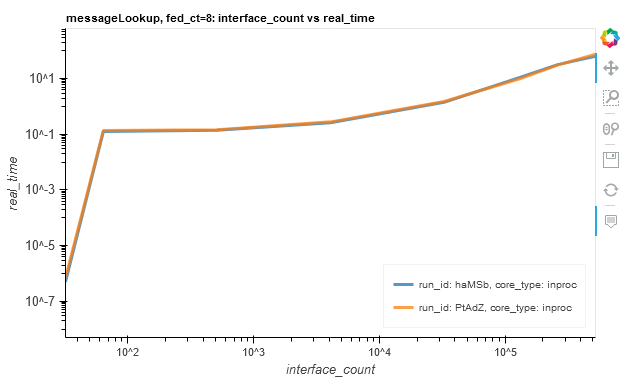 messageLookup, fed_ct=8: interface_count vs real_time
10^1
10^-1
10^-3
10^-5
10^-7
real_time
run_id: haMSb, core_type: inproc
run_id: PtAdZ, core_type: inproc
10^2
10^3
10^4
10^5
interface_count